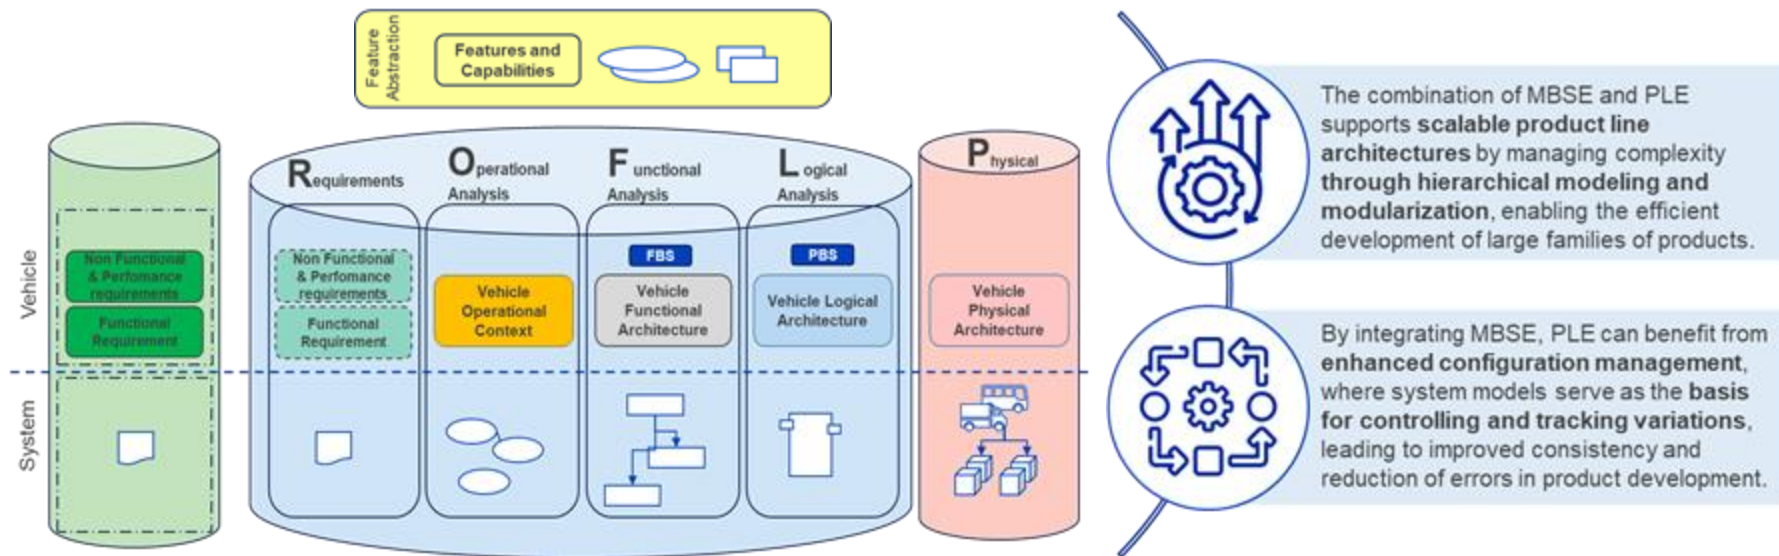 Feature
Abstraction
Features and
Capabilities
Requirements
Operational
Analysis
F unctional
Analysis
Logical
Analysis
Physical
Vehicle
System
Non Functional
& Perfomance
requirements
Functional
Requirement
Non Functional
& Perfomance
requirements
Functional
Requirement
Vehicle
Operational
Context
FBS
Vehicle
Functional
Architecture
PBS
Vehicle Logical
Architecture
Vehicle
Physical
Architecture
The combination of MBSE and PLE
supports scalable product line
architectures by managing complexity
through hierarchical modeling and
modularization, enabling the efficient
development of large families of products.
By integrating MBSE, PLE can benefit from
enhanced configuration management,
where system models serve as the basis
for controlling and tracking variations,
leading to improved consistency and
reduction of errors in product development.